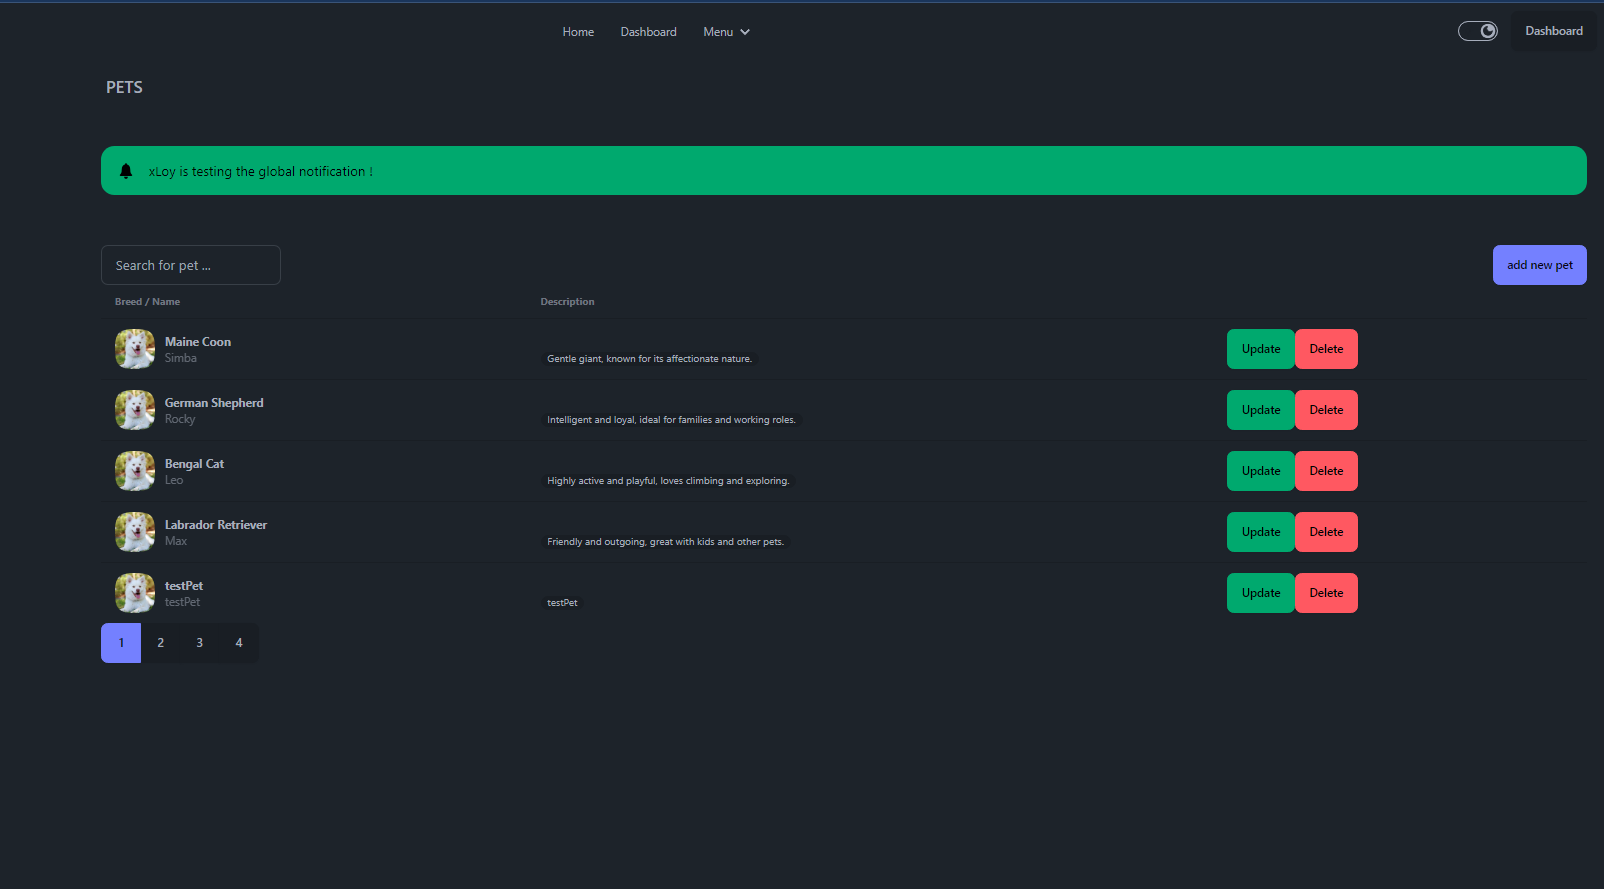 Home Dashboard Menu Dashboard
PETS
xLoy is testing the global notification !
Search for pet ... add new pet
Breed / Name Description
Maine Coon
Simba
Gentle giant, known for its affectionate nature.
Update Delete
German Shepherd
Rocky
Intelligent and loyal, ideal for families and working roles.
Update Delete
Bengal Cat
Leo
Highly active and playful, loves climbing and exploring.
Update Delete
Labrador Retriever
Max
Friendly and outgoing, great with kids and other pets.
Update Delete
testPet
testPet
testPet
Update Delete
1 2 3 4